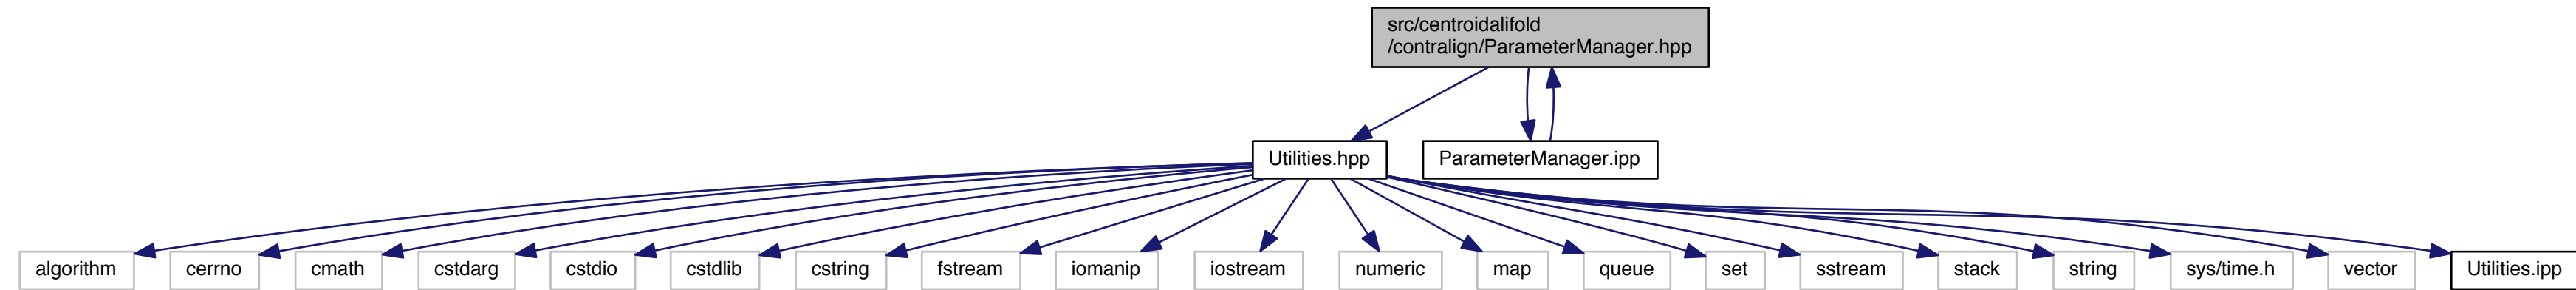 src/centroidalifold
/contralign/ParameterManager.hpp
Utilities.hpp
ParameterManager.ipp
algorithm
cerrno
cmath
cstdarg
cstdio
cstdlib
cstring
fstream
iomanip
iostream
numeric
map
queue
set
sstream
stack
string
sys/time.h
vector
Utilities.ipp